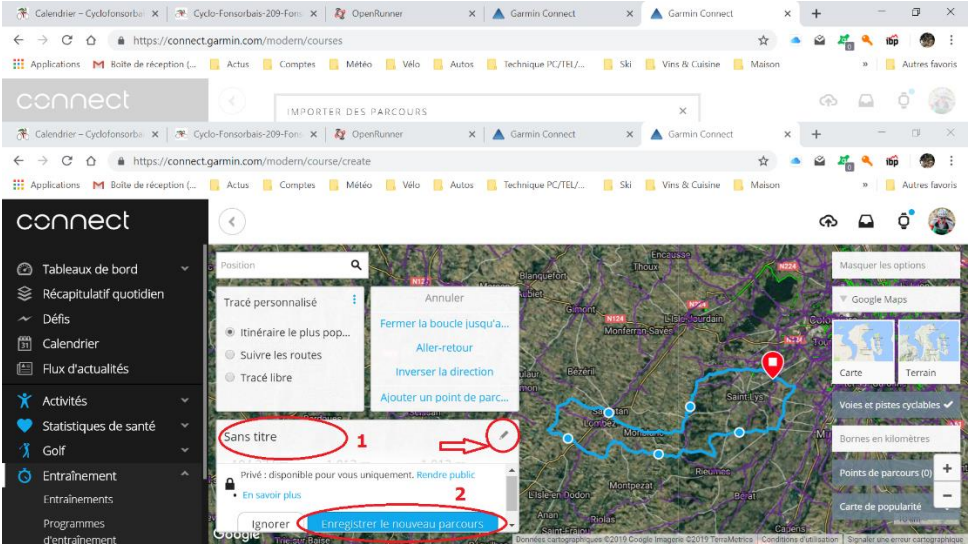 Calendrier – Cyclofonsorba
Cyclo-Fonsorbais-209-Fons
OpenRunner
Garmin Connect
Garmin Connect
https://connect.garmin.com/modern/courses
Applications
Boîte de réception (...
Actus
Comptes
Météo
Vélo
Autos
Technique PC/TEL/...
Ski
Vins & Cuisine
Maison
»
Autres favoris
connect
IMPORTER DES PARCOURS
Calendrier – Cyclofonsorba
Cyclo-Fonsorbais-209-Fons
OpenRunner
Garmin Connect
Garmin Connect
https://connect.garmin.com/modern/course/create
Applications
Boîte de réception (...
Actus
Comptes
Météo
Vélo
Autos
Technique PC/TEL/...
Ski
Vins & Cuisine
Maison
»
Autres favoris
connect
Tableaux de bord
Récapitulatif quotidien
Défis
Calendrier
Flux d'actualités
Activités
Statistiques de santé
Golf
Entraînement
Entraînements
Programmes
d'entraînement
Position
Tracé personnalisé
Itinéraire le plus pop...
Suivre les routes
Tracé libre
Annuler
Fermer la boucle jusqu'a...
Aller-retour
Inverser la direction
Ajouter un point de parc...
Sans titre
1
Privé : disponible pour vous uniquement. Rendre public
En savoir plus
2
Ignorer
Enregistrer le nouveau parcours
Google
Encausse
Thoux
N224
Blanquefort
Gimont
N124
L'Isle-Jourdain
Monferran-Savès
Bézéril
Saint-Lys
Samatan
Lombez
Rieumes
Montpezat
L'Isle-en-Dodon
Bérat
Masquer les options
Google Maps
Carte
Terrain
Voies et pistes cyclables
Bornes en kilomètres
Points de parcours (0)
Carte de popularité
+
−
Données cartographiques ©2019 Google Imagerie ©2019 TerraMetrics
Conditions d'utilisation
Signaler une erreur cartographique